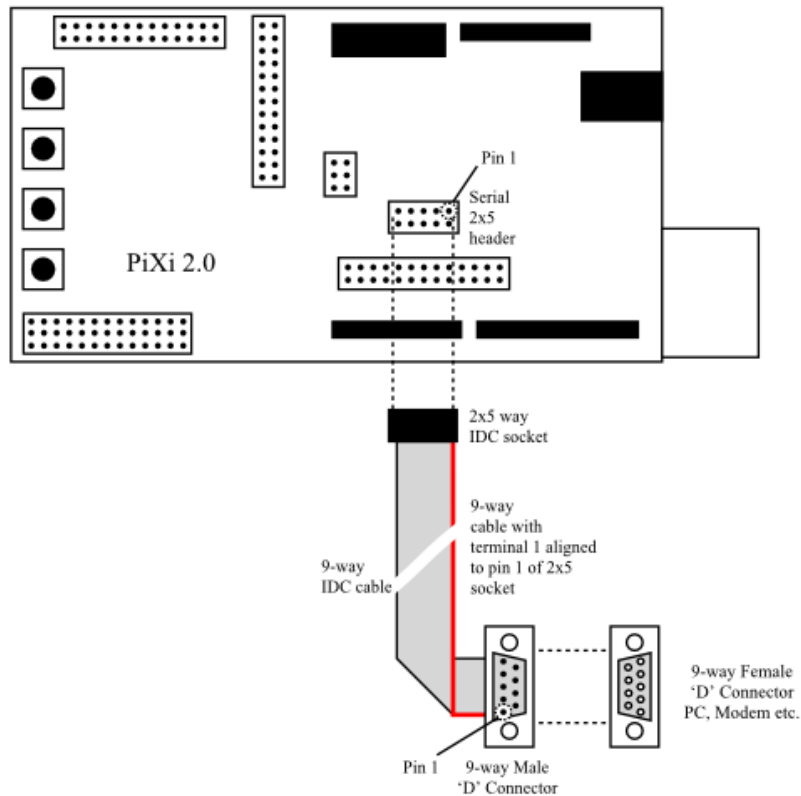 Pin 1
Serial
2x5
header
PiXi 2.0
2x5 way
IDC socket
9-way
cable with
terminal 1 aligned
to pin 1 of 2x5
socket
9-way
IDC cable
9-way Female
‘D’ Connector
PC, Modem etc.
Pin 1
9-way Male
‘D’ Connector